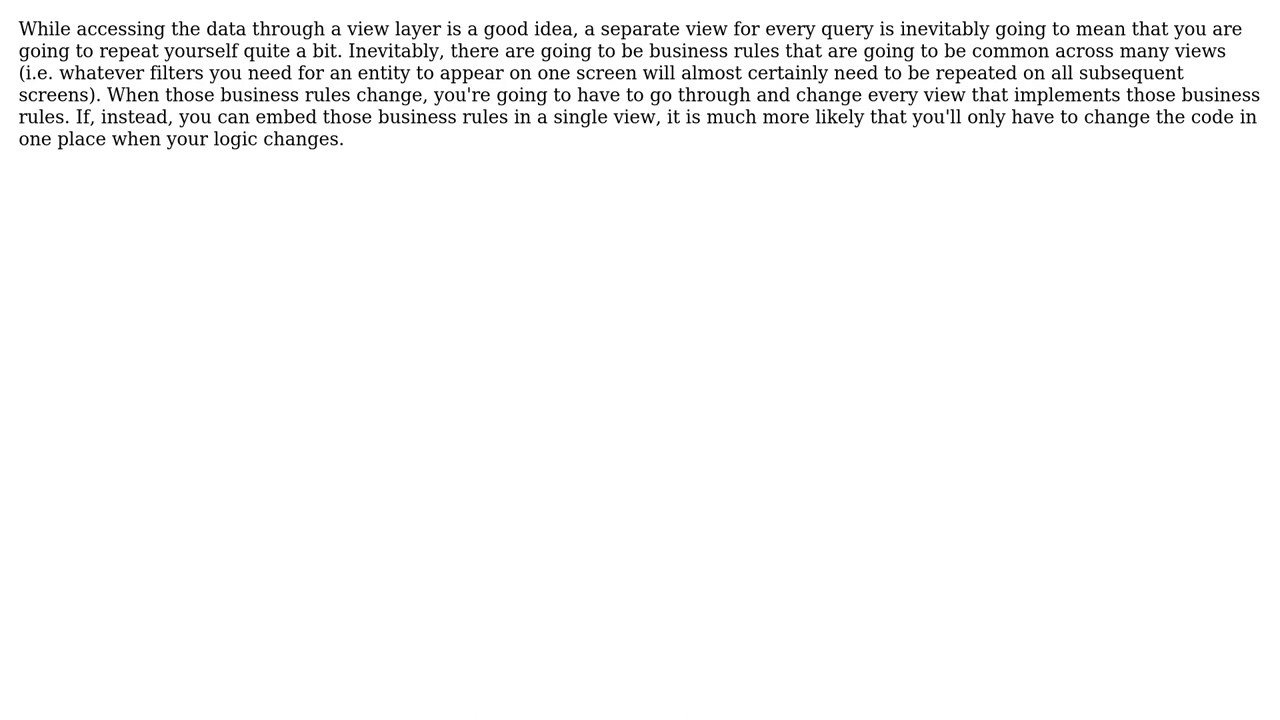 While accessing the data through a view layer is a good idea, a separate view for every query is inevitably going to mean that you are
going to repeat yourself quite a bit. Inevitably, there are going to be business rules that are going to be common across many views
(i.e. whatever filters you need for an entity to appear on one screen will almost certainly need to be repeated on all subsequent
screens). When those business rules change, you're going to have to go through and change every view that implements those business
rules. If, instead, you can embed those business rules in a single view, it is much more likely that you'll only have to change the code in
one place when your logic changes.